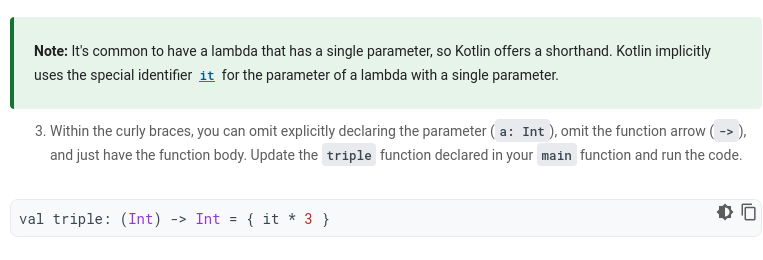 Note: It's common to have a lambda that has a single parameter, so Kotlin offers a shorthand. Kotlin implicitly
uses the special identifier it for the parameter of a lambda with a single parameter.
3. Within the curly braces, you can omit explicitly declaring the parameter ( a: Int ), omit the function arrow ( -> ),
and just have the function body. Update the triple function declared in your main function and run the code.
val triple: (Int) -> Int = { it * 3 }